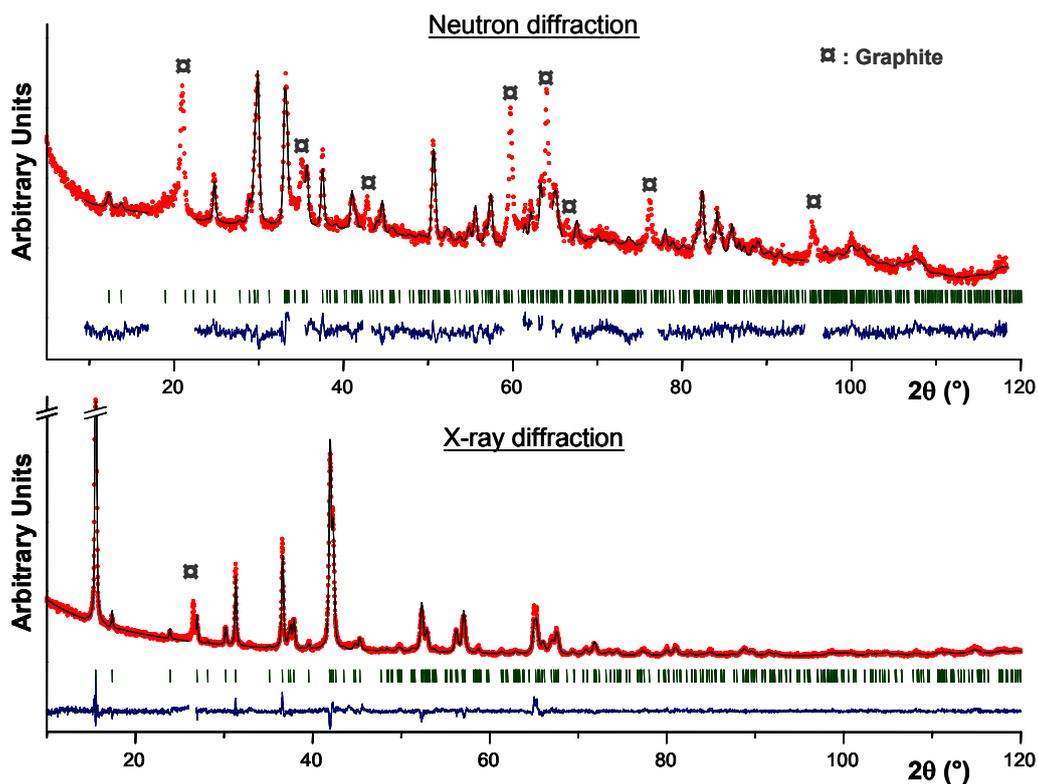 Neutron diffraction
¤ : Graphite
Arbitrary Units
20 40 60 80 100 120
2θ (°)
X-ray diffraction
Arbitrary Units
20 40 60 80 100 120
2θ (°)